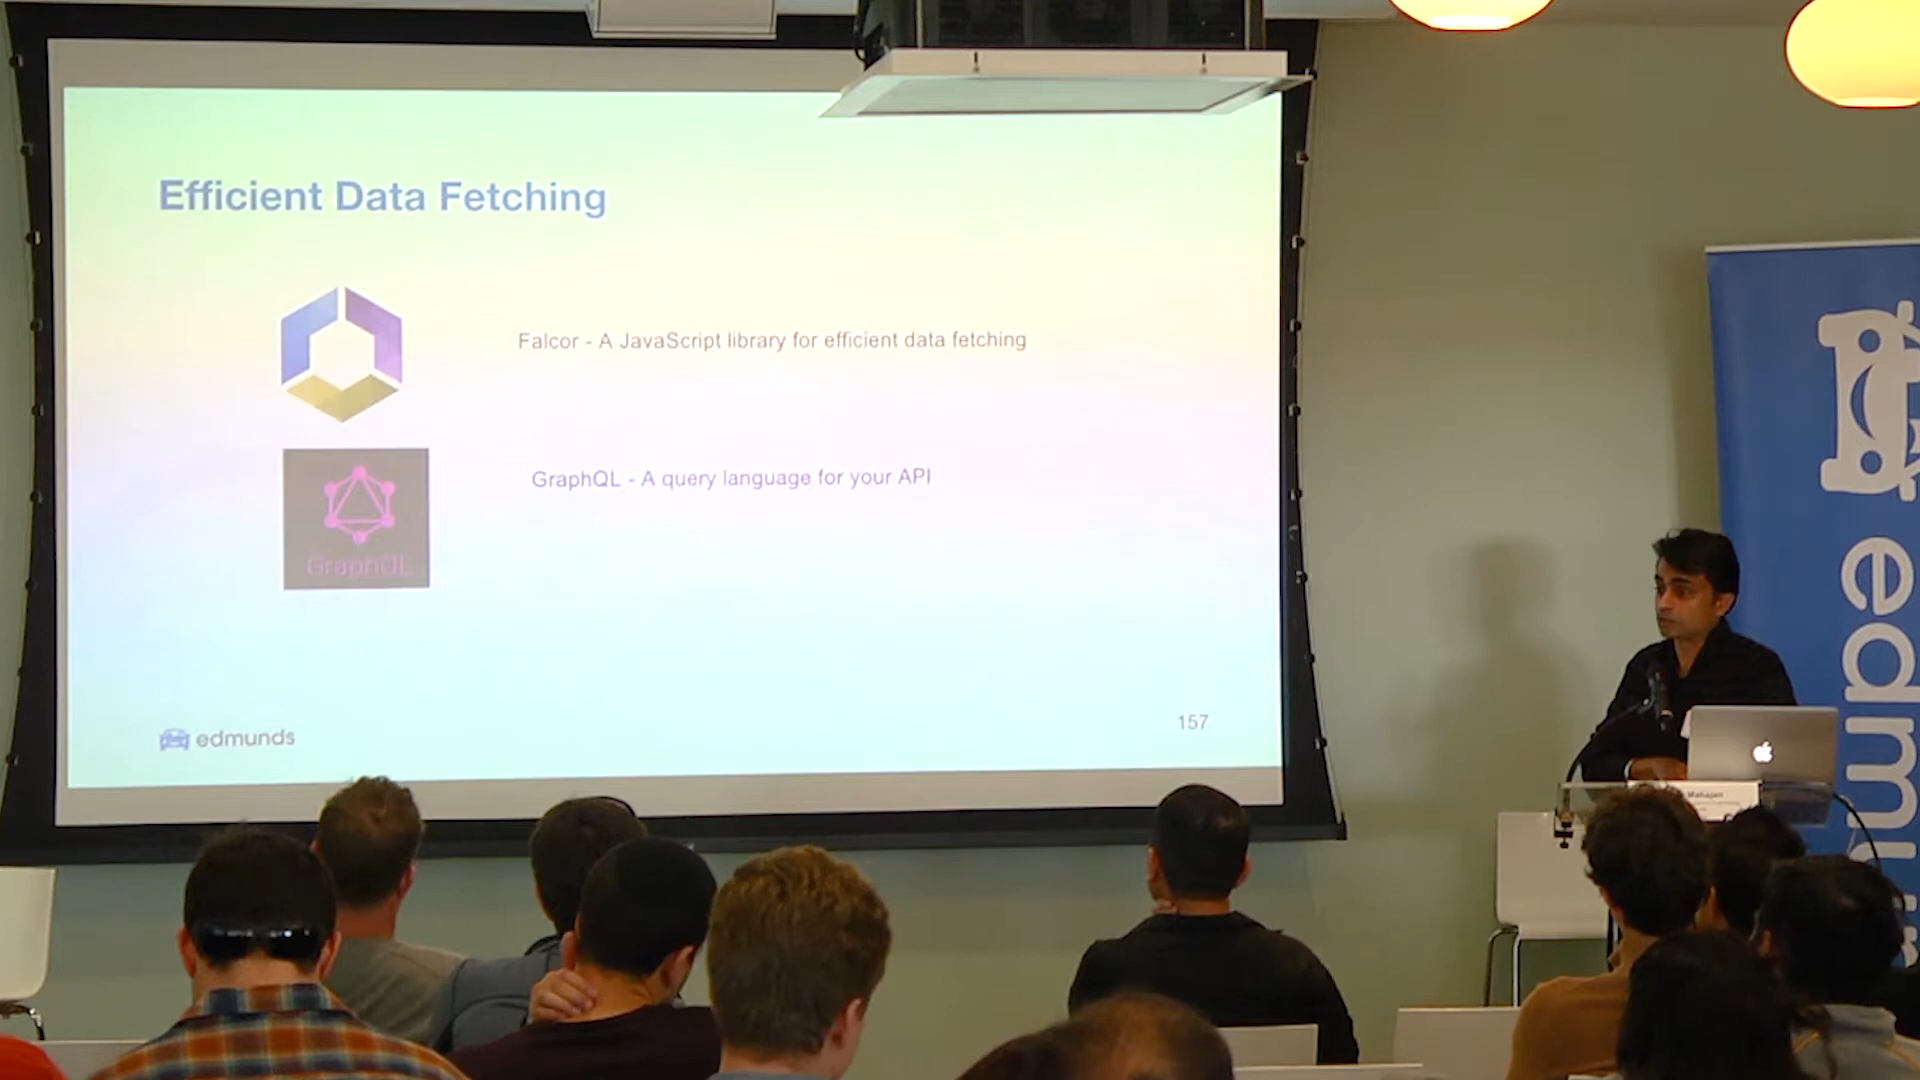 Efficient Data Fetching
Falcor - A JavaScript library for efficient data fetching
GraphQL - A query language for your API
GraphQL
edmunds
157
Mahajan